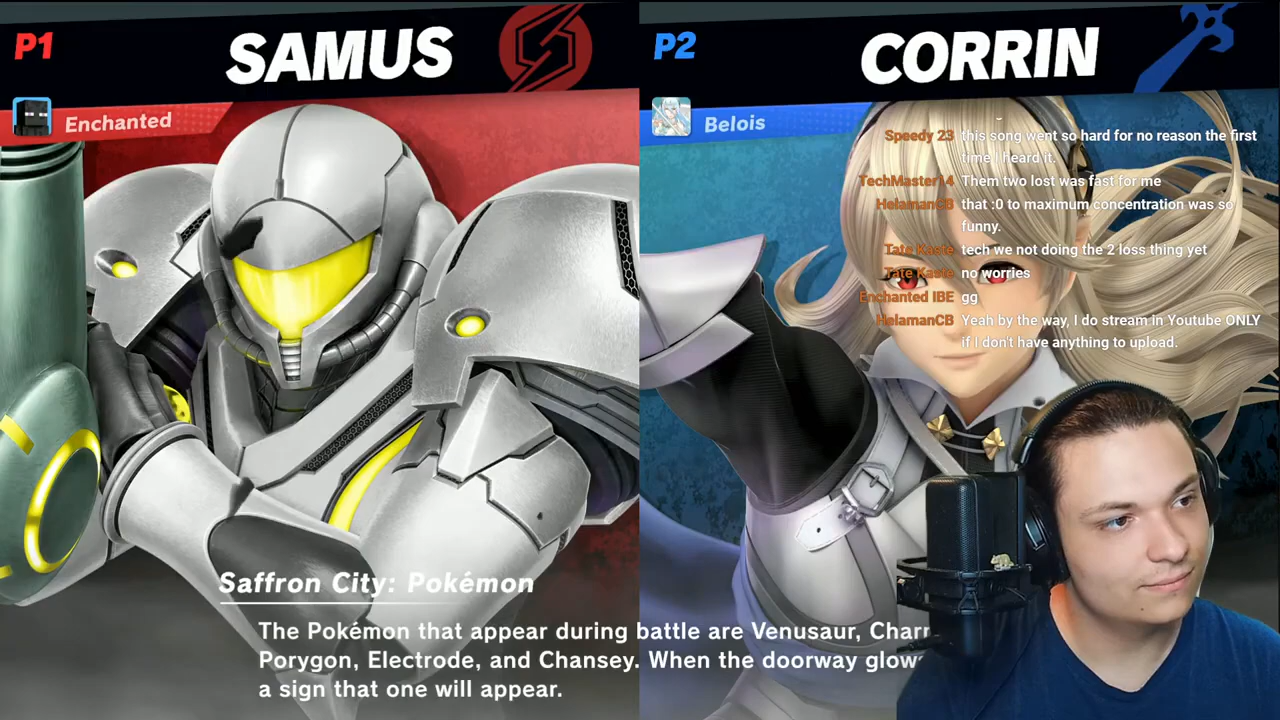 P1
SAMUS
Enchanted
P2
CORRIN
Belois
Speedy 23 this song went so hard for no reason the first
time I heard it.
TechMaster14 Them two lost was fast for me
HelamanCB that :0 to maximum concentration was so
funny.
Tate Kaste tech we not doing the 2 loss thing yet
Tate Kaste no worries
Enchanted IBE gg
HelamanCB Yeah by the way, I do stream in Youtube ONLY
if I don't have anything to upload.
Saffron City: Pokémon
The Pokémon that appear during battle are Venusaur,
Porygon, Electrode, and Chansey. When the doorway
a sign that one will appear.